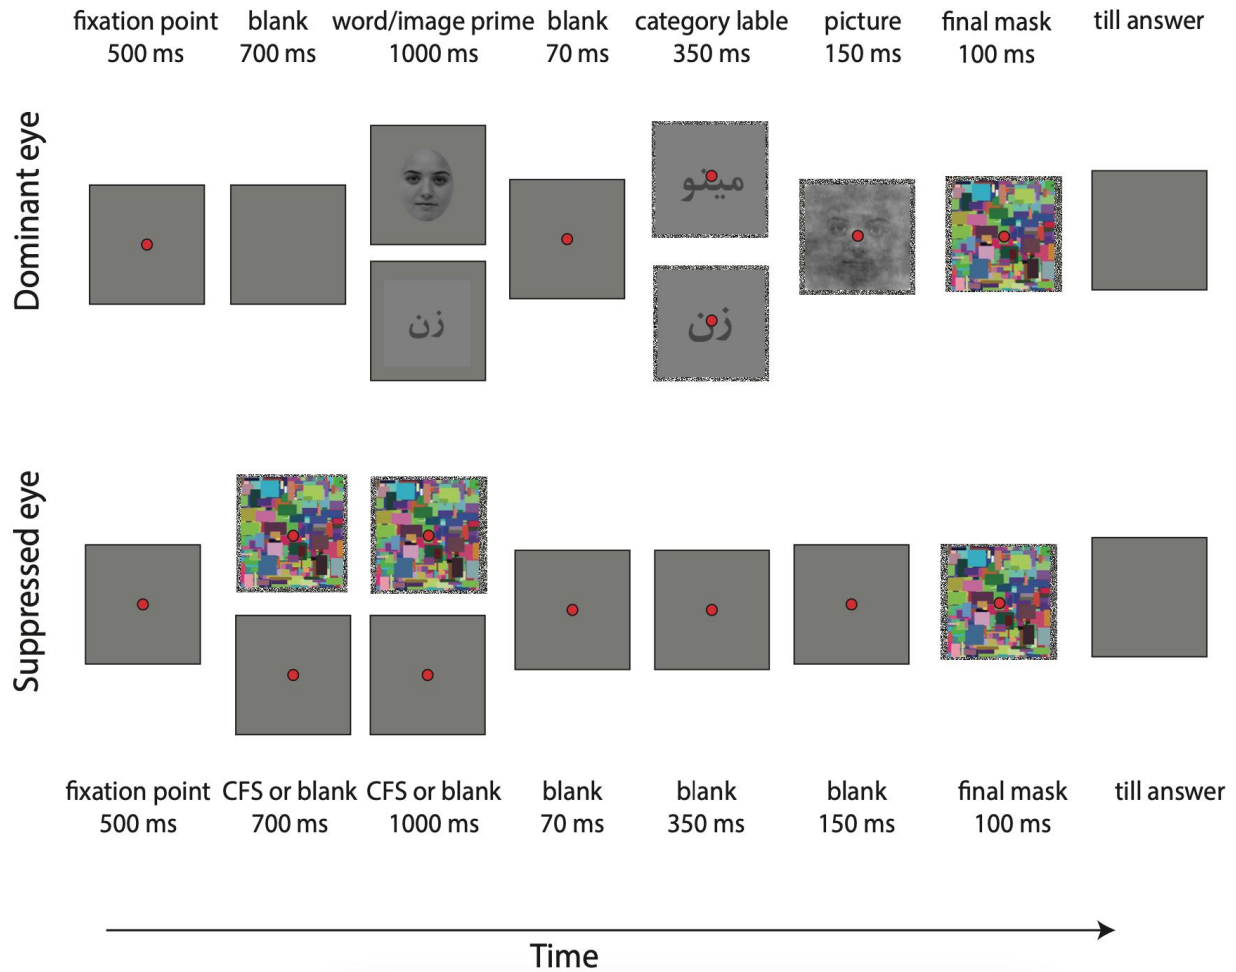 fixation point blank word/image prime blank category lable picture final mask till answer
500 ms 700 ms 1000 ms 70 ms 350 ms 150 ms 100 ms
Dominant eye
زن
مینو
زن
Suppressed eye
fixation point CFS or blank CFS or blank blank blank blank final mask till answer
500 ms 700 ms 1000 ms 70 ms 350 ms 150 ms 100 ms
Time